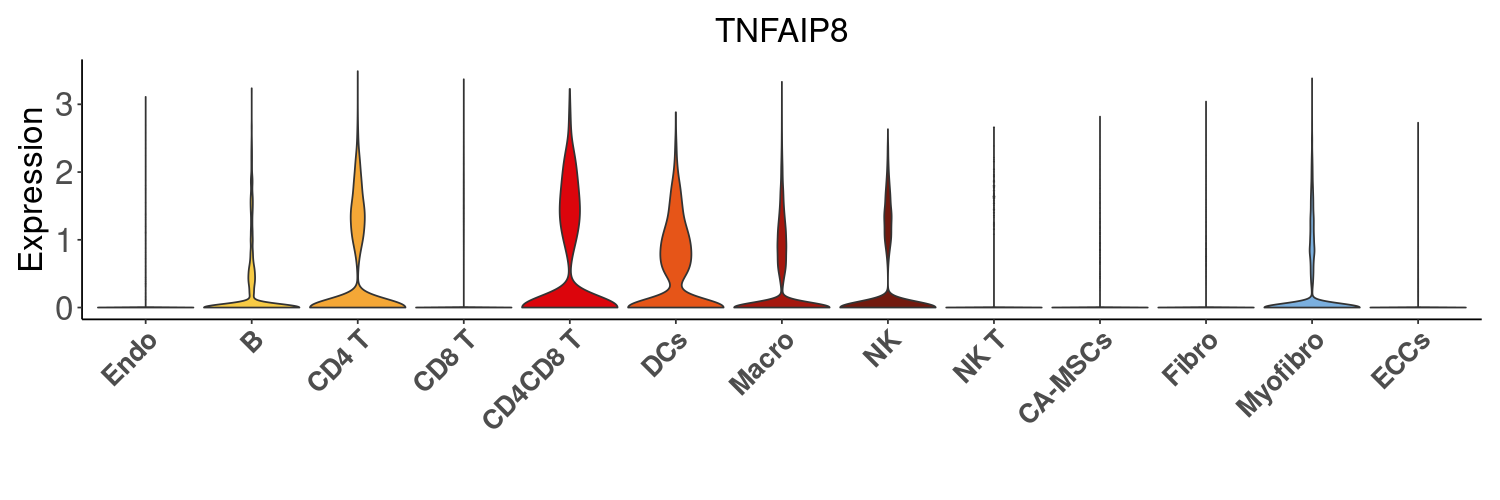 TNFAIP8
Expression
3
2
1
0
Endo
B
CD4 T
CD8 T
CD4CD8 T
DCs
Macro
NK
NK T
CA-MSCs
Fibro
Myofibro
ECCs